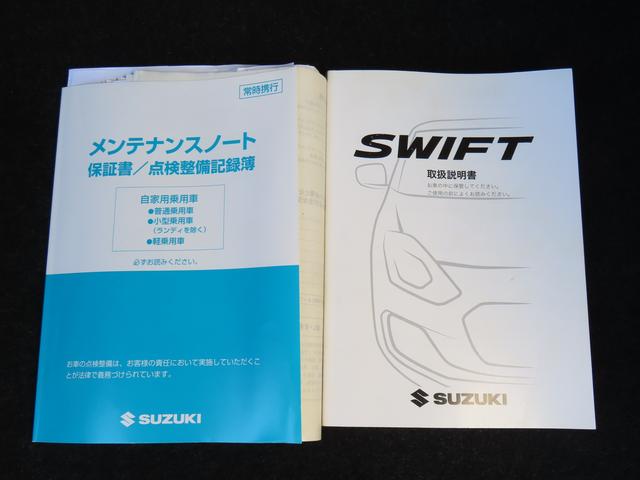 常時携行
メンテナンスノート
保証書／点検整備記録簿
自家用乗用車
●普通乗用車
●小型乗用車
（ランディを除く）
●軽乗用車
必ずお読みください。
お車の点検整備は、お客様の責任において実施していただくこ
とが法律で義務づけられています。
SUZUKI
SWIFT
取扱説明書
お車の中に保管してください。
ご使用の前によくお読みください。
SUZUKI